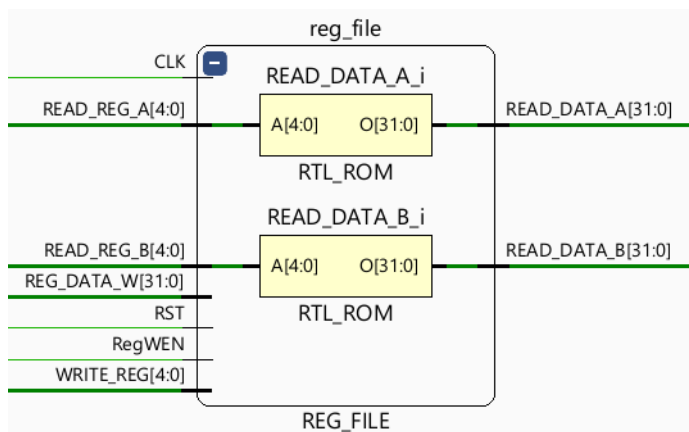 reg_file
CLK
READ_DATA_A_i
READ_REG_A[4:0]
A[4:0]
O[31:0]
READ_DATA_A[31:0]
RTL_ROM
READ_DATA_B_i
READ_REG_B[4:0]
A[4:0]
O[31:0]
READ_DATA_B[31:0]
REG_DATA_W[31:0]
RTL_ROM
RST
RegWEN
WRITE_REG[4:0]
REG_FILE